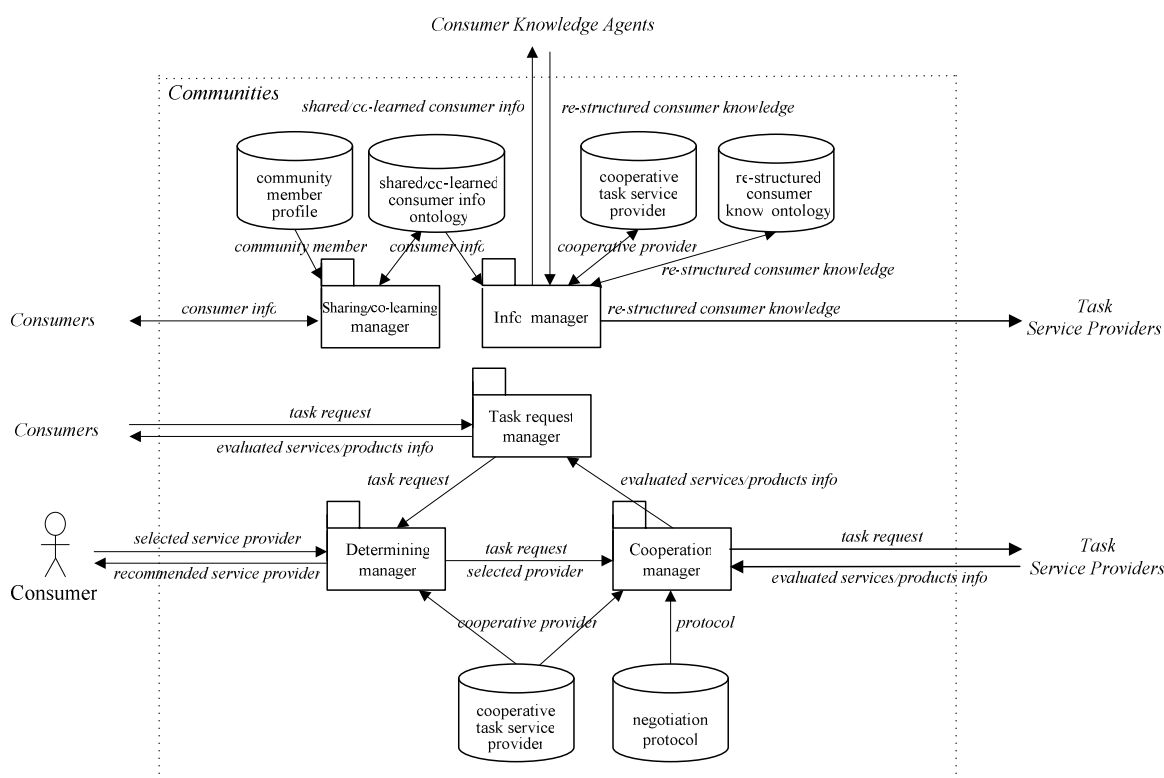 Consumer Knowledge Agents
Communities
shared/co-learned consumer info
re-structured consumer knowledge
community
member
profile
shared/co-learned
consumer info
ontology
cooperative
task service
provider
re-structured
consumer
know ontology
community member
consumer info
cooperative provider
re-structured consumer knowledge
Consumers
consumer info
Sharing/co-learning
manager
Info manager
re-structured consumer knowledge
Task
Service Providers
Consumers
task request
evaluated services/products info
Task request
manager
task request
evaluated services/products info
Consumer
selected service provider
recommended service provider
Determining
manager
task request
selected provider
Cooperation
manager
task request
evaluated services/products info
Task
Service Providers
cooperative provider
protocol
cooperative
task service
provider
negotiation
protocol